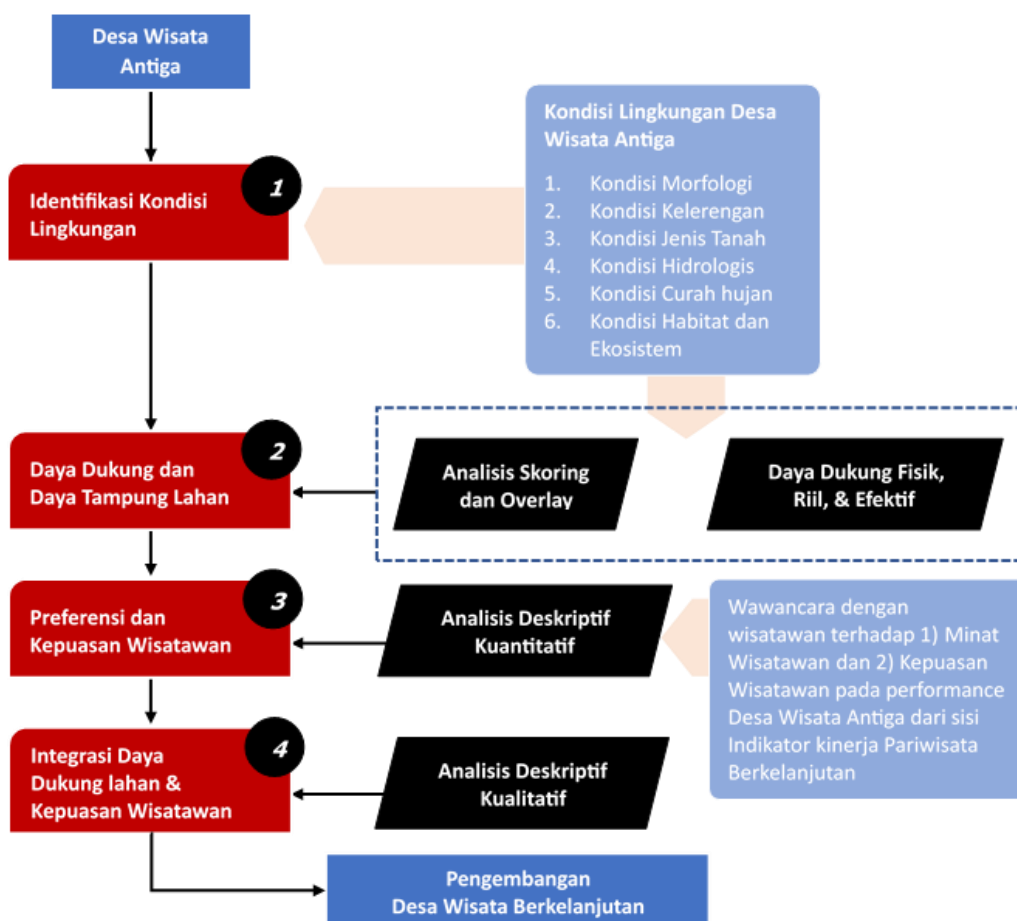 Desa Wisata
Antiga
Kondisi Lingkungan Desa
Wisata Antiga
1. Kondisi Morfologi
2. Kondisi Kelerengan
3. Kondisi Jenis Tanah
4. Kondisi Hidrologis
5. Kondisi Curah hujan
6. Kondisi Habitat dan
Ekosistem
1
Identifikasi Kondisi
Lingkungan
2
Daya Dukung dan
Daya Tampung Lahan
Analisis Skoring
dan Overlay
Daya Dukung Fisik,
Riil, & Efektif
3
Preferensi dan
Kepuasan Wisatawan
Analisis Deskriptif
Kuantitatif
Wawancara dengan
wisatawan terhadap 1) Minat
Wisatawan dan 2) Kepuasan
Wisatawan pada performance
Desa Wisata Antiga dari sisi
Indikator kinerja Pariwisata
Berkelanjutan
4
Integrasi Daya
Dukung lahan &
Kepuasan Wisatawan
Analisis Deskriptif
Kualitatif
Pengembangan
Desa Wisata Berkelanjutan